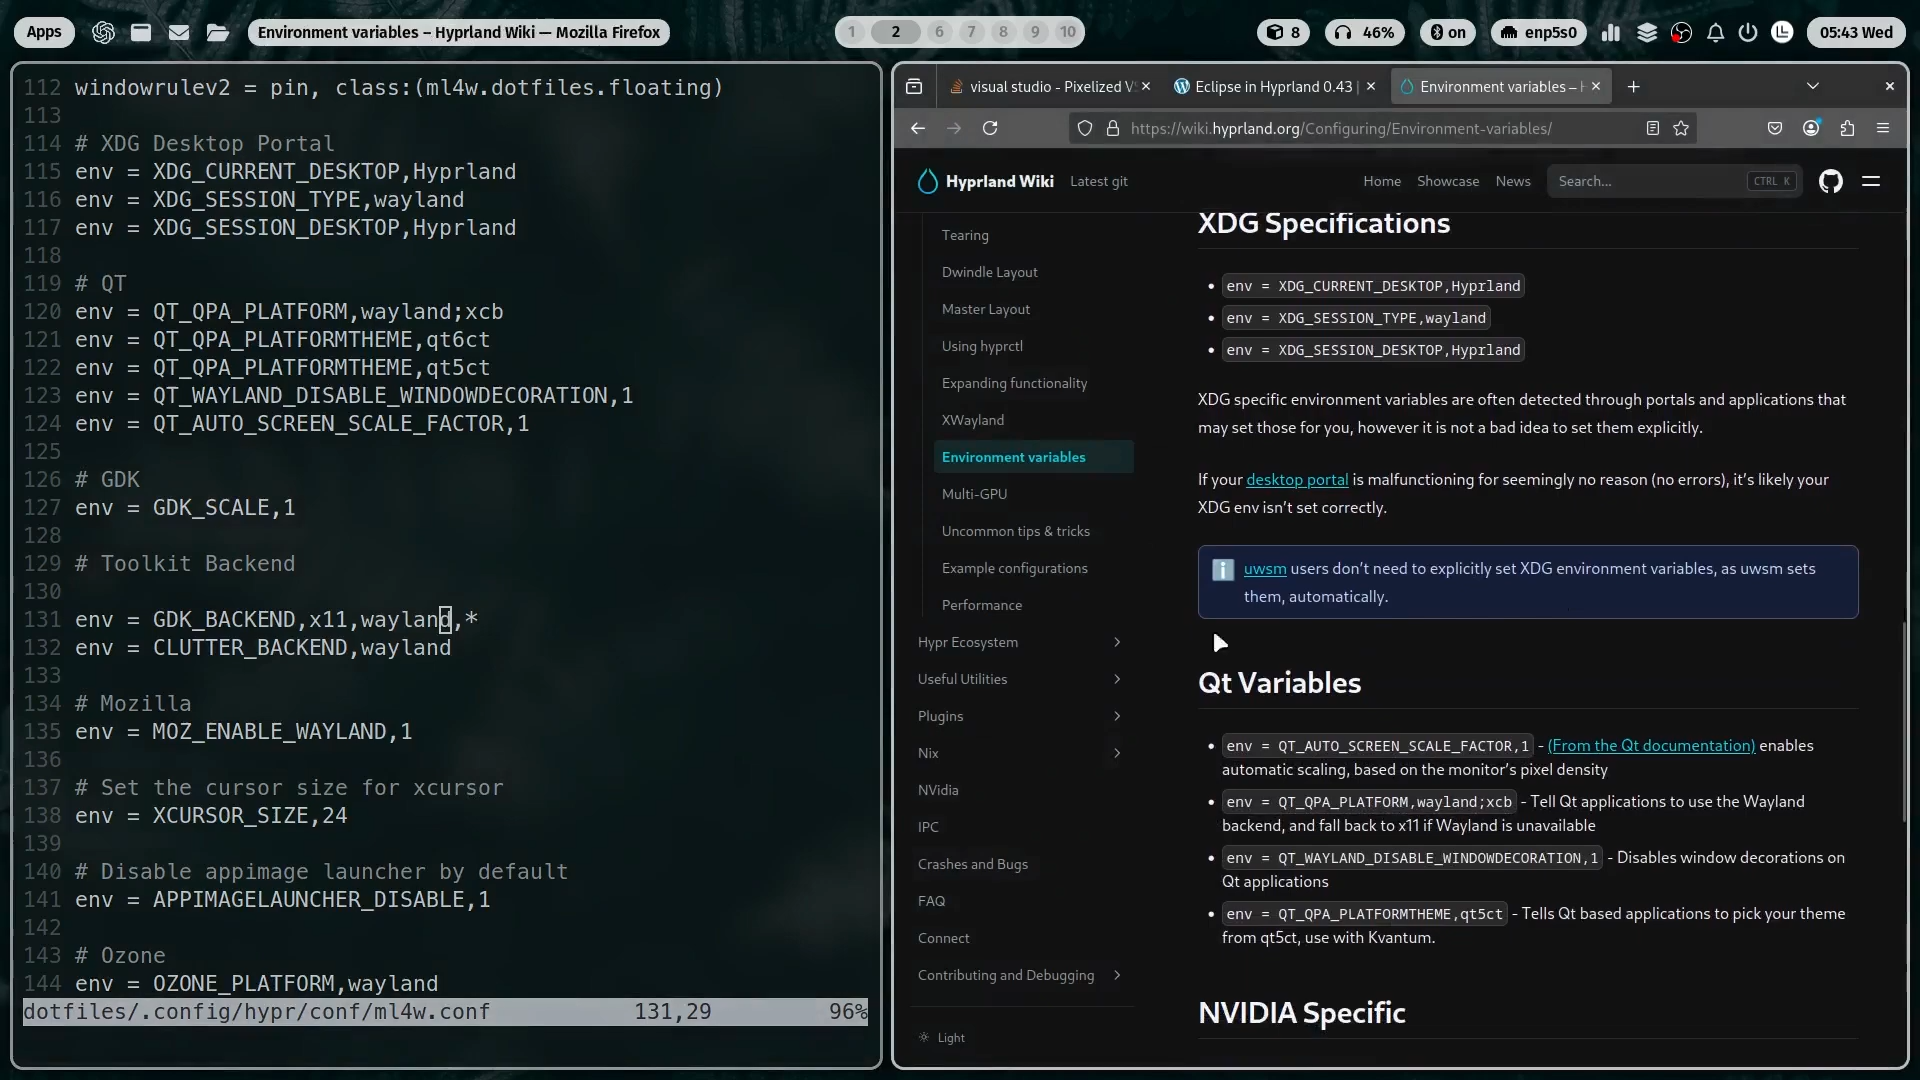 Apps
Environment variables – Hyprland Wiki — Mozilla Firefox
1 2 6 7 8 9 10
8
46%
on
enp5s0
05:43 Wed
112 windowrulev2 = pin, class:(ml4w.dotfiles.floating)
113
114 # XDG Desktop Portal
115 env = XDG_CURRENT_DESKTOP,Hyprland
116 env = XDG_SESSION_TYPE,wayland
117 env = XDG_SESSION_DESKTOP,Hyprland
118
119 # QT
120 env = QT_QPA_PLATFORM,wayland;xcb
121 env = QT_QPA_PLATFORMTHEME,qt6ct
122 env = QT_QPA_PLATFORMTHEME,qt5ct
123 env = QT_WAYLAND_DISABLE_WINDOWDECORATION,1
124 env = QT_AUTO_SCREEN_SCALE_FACTOR,1
125
126 # GDK
127 env = GDK_SCALE,1
128
129 # Toolkit Backend
130
131 env = GDK_BACKEND,x11,wayland,*
132 env = CLUTTER_BACKEND,wayland
133
134 # Mozilla
135 env = MOZ_ENABLE_WAYLAND,1
136
137 # Set the cursor size for xcursor
138 env = XCURSOR_SIZE,24
139
140 # Disable appimage launcher by default
141 env = APPIMAGELAUNCHER_DISABLE,1
142
143 # Ozone
144 env = OZONE_PLATFORM,wayland
dotfiles/.config/hypr/conf/ml4w.conf 131,29 96%
visual studio - Pixelized V
Eclipse in Hyprland 0.43 |
Environment variables –
https://wiki.hyprland.org/Configuring/Environment-variables/
Hyprland Wiki
Latest git
Home
Showcase
News
Search...
CTRL K
Tearing
Dwindle Layout
Master Layout
Using hyprctl
Expanding functionality
XWayland
Environment variables
Multi-GPU
Uncommon tips & tricks
Example configurations
Performance
Hypr Ecosystem
Useful Utilities
Plugins
Nix
NVidia
IPC
Crashes and Bugs
FAQ
Connect
Contributing and Debugging
Light
XDG Specifications
• env = XDG_CURRENT_DESKTOP,Hyprland
• env = XDG_SESSION_TYPE,wayland
• env = XDG_SESSION_DESKTOP,Hyprland
XDG specific environment variables are often detected through portals and applications that
may set those for you, however it is not a bad idea to set them explicitly.
If your desktop portal is malfunctioning for seemingly no reason (no errors), it’s likely your
XDG env isn’t set correctly.
uwsm users don’t need to explicitly set XDG environment variables, as uwsm sets
them, automatically.
Qt Variables
• env = QT_AUTO_SCREEN_SCALE_FACTOR,1 - (From the Qt documentation) enables
automatic scaling, based on the monitor’s pixel density
• env = QT_QPA_PLATFORM,wayland;xcb - Tell Qt applications to use the Wayland
backend, and fall back to x11 if Wayland is unavailable
• env = QT_WAYLAND_DISABLE_WINDOWDECORATION,1 - Disables window decorations on
Qt applications
• env = QT_QPA_PLATFORMTHEME,qt5ct - Tells Qt based applications to pick your theme
from qt5ct, use with Kvantum.
NVIDIA Specific